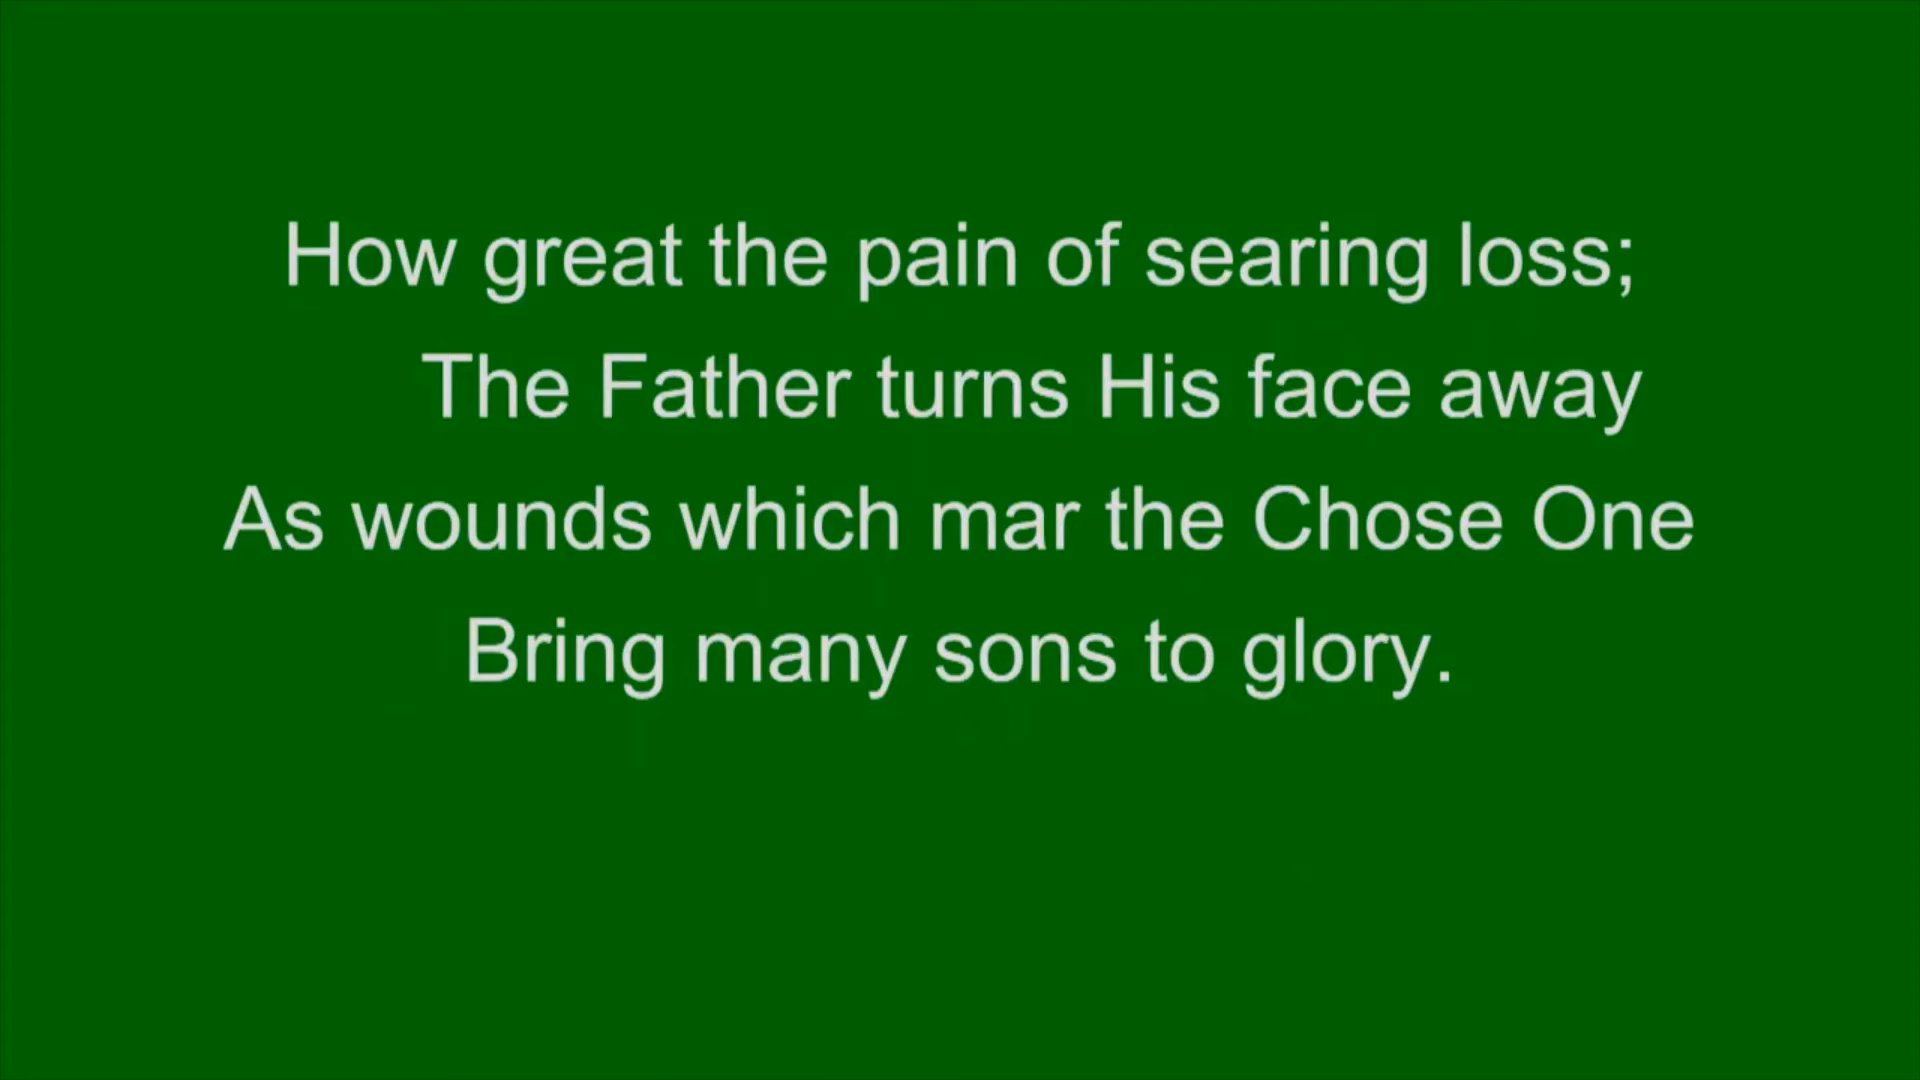 How great the pain of searing loss;
The Father turns His face away
As wounds which mar the Chose One
Bring many sons to glory.